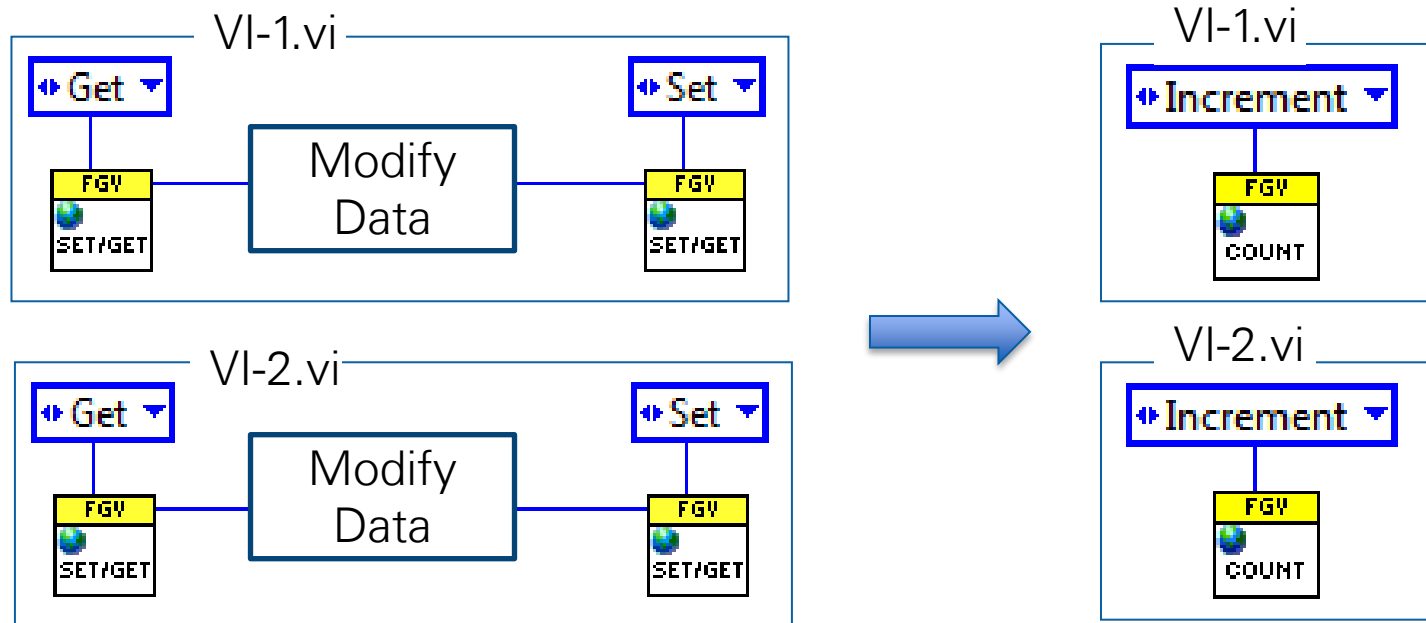 VI-1.vi
Get
Set
Modify
Data
FGV
SET/GET
FGV
SET/GET
VI-2.vi
Get
Set
Modify
Data
FGV
SET/GET
FGV
SET/GET
VI-1.vi
Increment
FGV
COUNT
VI-2.vi
Increment
FGV
COUNT